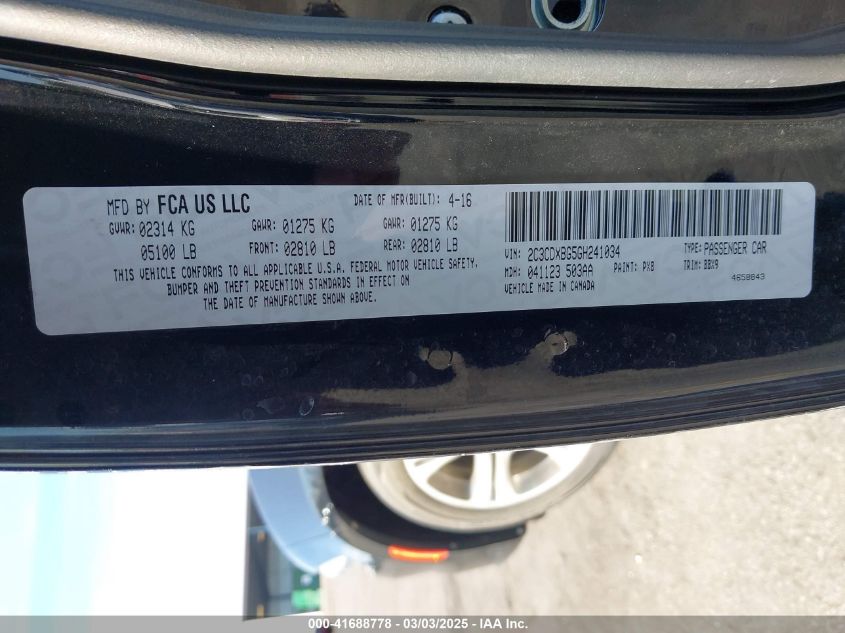 MFD BY FCA US LLC DATE OF MFR(BUILT): 4-16
GVWR: 02314 KG GAWR: 01275 KG GAWR: 01275 KG
05100 LB FRONT: 02810 LB REAR: 02810 LB
THIS VEHICLE CONFORMS TO ALL APPLICABLE U.S.A. FEDERAL MOTOR VEHICLE SAFETY,
BUMPER AND THEFT PREVENTION STANDARDS IN EFFECT ON
THE DATE OF MANUFACTURE SHOWN ABOVE.
VIN: 2C3CDXBG5GH241034 TYPE: PASSENGER CAR
MDH: 041123 503AA PAINT: PX8 TRIM: BBX9
VEHICLE MADE IN CANADA 4658843
000-41688778 — 03/03/2025 — IAA, Inc.